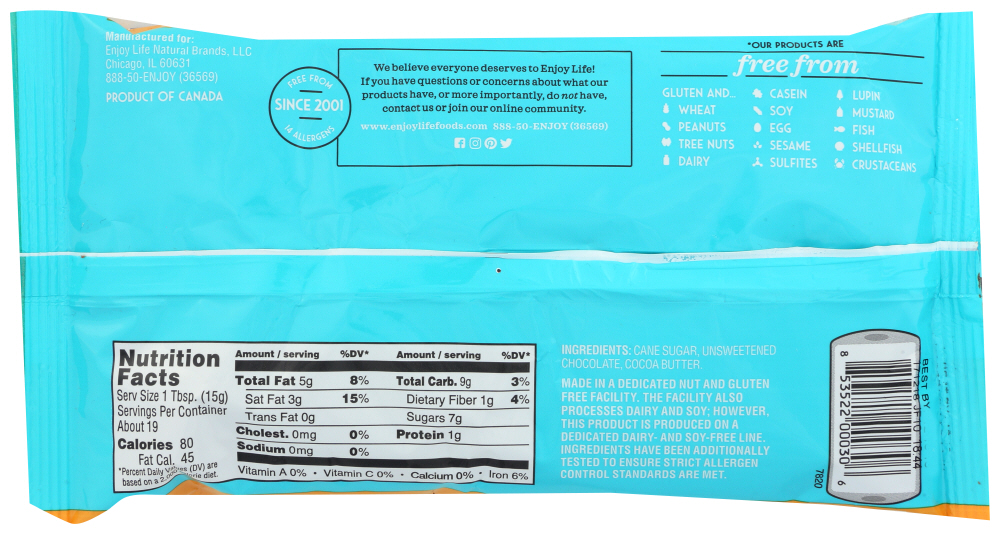 Manufactured for:
Enjoy Life Natural Brands, LLC
Chicago, IL 60631
888-50-ENJOY (36569)
PRODUCT OF CANADA
FREE FROM
SINCE 2001
14 ALLERGENS
We believe everyone deserves to Enjoy Life!
If you have questions or concerns about what our
products have, or more importantly, do not have,
contact us or join our online community.
www.enjoylifefoods.com 888-50-ENJOY (36569)
*OUR PRODUCTS ARE
free from
GLUTEN AND...
WHEAT
PEANUTS
TREE NUTS
DAIRY
CASEIN
SOY
EGG
SESAME
SULFITES
LUPIN
MUSTARD
FISH
SHELLFISH
CRUSTACEANS
Nutrition
Facts
Serv Size 1 Tbsp. (15g)
Servings Per Container
About 19
Calories 80
Fat Cal. 45
*Percent Daily (DV) are
based on a diet.
Amount / serving %DV* Amount / serving %DV*
Total Fat 5g 8% Total Carb. 9g 3%
Sat Fat 3g 15% Dietary Fiber 1g 4%
Trans Fat 0g Sugars 7g
Cholest. 0mg 0% Protein 1g
Sodium 0mg 0%
Vitamin A 0% • Vitamin C 0% • Calcium 0% • Iron 6%
INGREDIENTS: CANE SUGAR, UNSWEETENED
CHOCOLATE, COCOA BUTTER.
MADE IN A DEDICATED NUT AND GLUTEN
FREE FACILITY. THE FACILITY ALSO
PROCESSES DAIRY AND SOY; HOWEVER,
THIS PRODUCT IS PRODUCED ON A
DEDICATED DAIRY- AND SOY-FREE LINE.
INGREDIENTS HAVE BEEN ADDITIONALLY
TESTED TO ENSURE STRICT ALLERGEN
CONTROL STANDARDS ARE MET.
7820
8 53522 00030 6
BEST BY